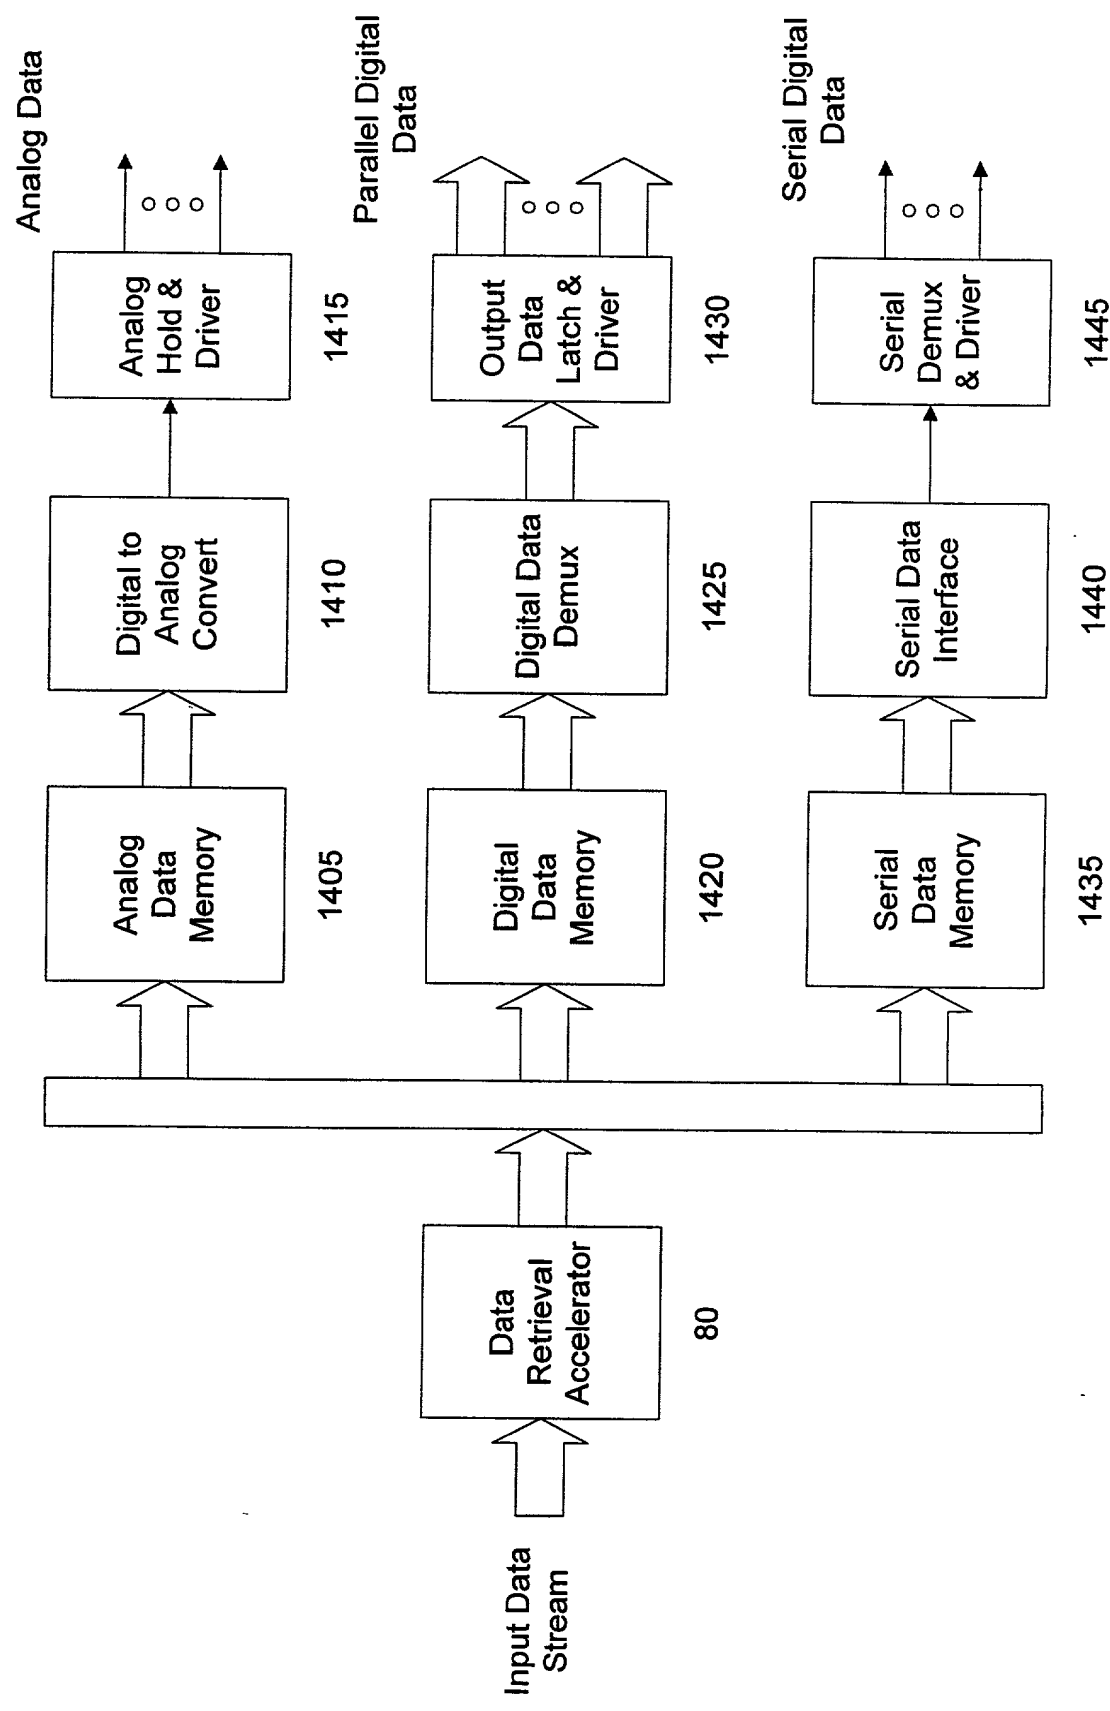 Input Data
Stream
Data
Retrieval
Accelerator
80
Analog
Data
Memory
1405
Digital to
Analog
Convert
1410
Analog
Hold &
Driver
1415
Analog Data
Digital
Data
Memory
1420
Digital Data
Demux
1425
Output
Data
Latch &
Driver
1430
Parallel Digital
Data
Serial
Data
Memory
1435
Serial Data
Interface
1440
Serial
Demux
& Driver
1445
Serial Digital
Data